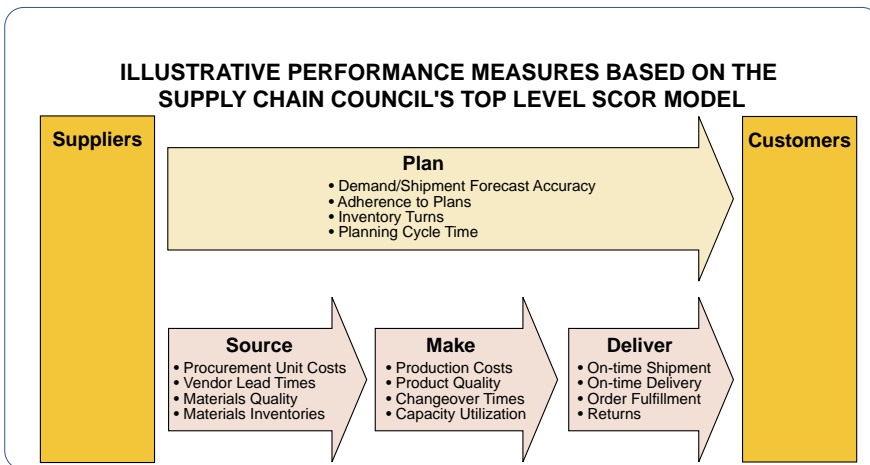 ILLUSTRATIVE PERFORMANCE MEASURES BASED ON THE
SUPPLY CHAIN COUNCIL'S TOP LEVEL SCOR MODEL
Suppliers
Plan
• Demand/Shipment Forecast Accuracy
• Adherence to Plans
• Inventory Turns
• Planning Cycle Time
Customers
Source
• Procurement Unit Costs
• Vendor Lead Times
• Materials Quality
• Materials Inventories
Make
• Production Costs
• Product Quality
• Changeover Times
• Capacity Utilization
Deliver
• On-time Shipment
• On-time Delivery
• Order Fulfillment
• Returns